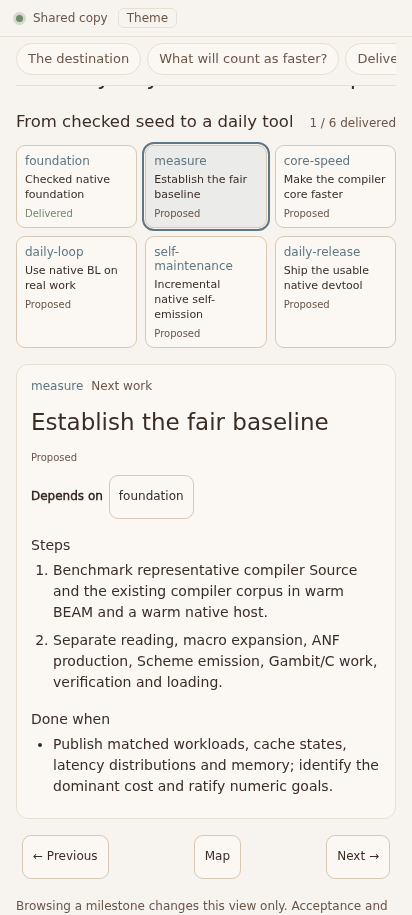 Shared copy Theme
The destination What will count as faster? Delive
From checked seed to a daily tool 1 / 6 delivered
foundation
Checked native
foundation
Delivered
measure
Establish the fair
baseline
Proposed
core-speed
Make the compiler
core faster
Proposed
daily-loop
Use native BL on
real work
Proposed
self-
maintenance
Incremental
native self-
emission
Proposed
daily-release
Ship the usable
native devtool
Proposed
measure Next work
Establish the fair baseline
Proposed
Depends on foundation
Steps
1. Benchmark representative compiler Source
and the existing compiler corpus in warm
BEAM and a warm native host.
2. Separate reading, macro expansion, ANF
production, Scheme emission, Gambit/C work,
verification and loading.
Done when
• Publish matched workloads, cache states,
latency distributions and memory; identify the
dominant cost and ratify numeric goals.
← Previous Map Next →
Browsing a milestone changes this view only. Acceptance and